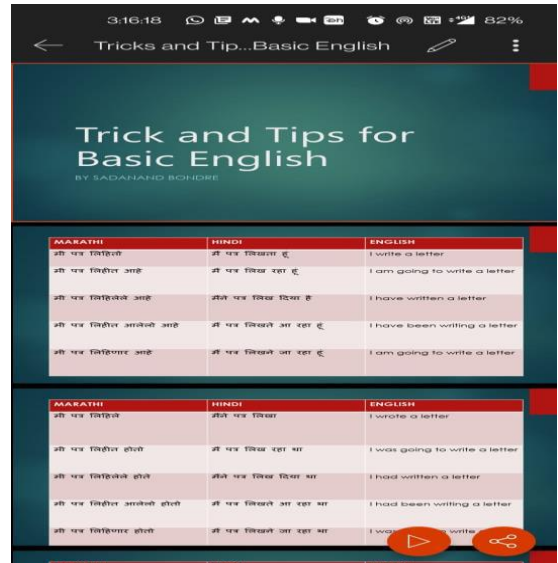 3:16:18 82%
Tricks and Tip...Basic English
Trick and Tips for
Basic English
BY SADANAND BONDRE
MARATHI HINDI ENGLISH
मी पत्र लिहितो मैं पत्र लिखता हूं I write a letter
मी पत्र लिहीत आहे मैं पत्र लिख रहा हूं I am going to write a letter
मी पत्र लिहिलेले आहे मैंने पत्र लिख दिया है I have written a letter
मी पत्र लिहीत आलेलो आहे मैं पत्र लिखते आ रहा हूं I have been writing a letter
मी पत्र लिहिणार आहे मैं पत्र लिखने जा रहा हूं I am going to write a letter
MARATHI HINDI ENGLISH
मी पत्र लिहिले मैंने पत्र लिखा I wrote a letter
मी पत्र लिहीत होतो मैं पत्र लिख रहा था I was going to write a letter
मी पत्र लिहिलेले होते मैंने पत्र लिख दिया था I had written a letter
मी पत्र लिहीत आलेलो होतो मैं पत्र लिखते आ रहा था I had been writing a letter
मी पत्र लिहिणार होतो मैं पत्र लिखने जा रहा था I was write